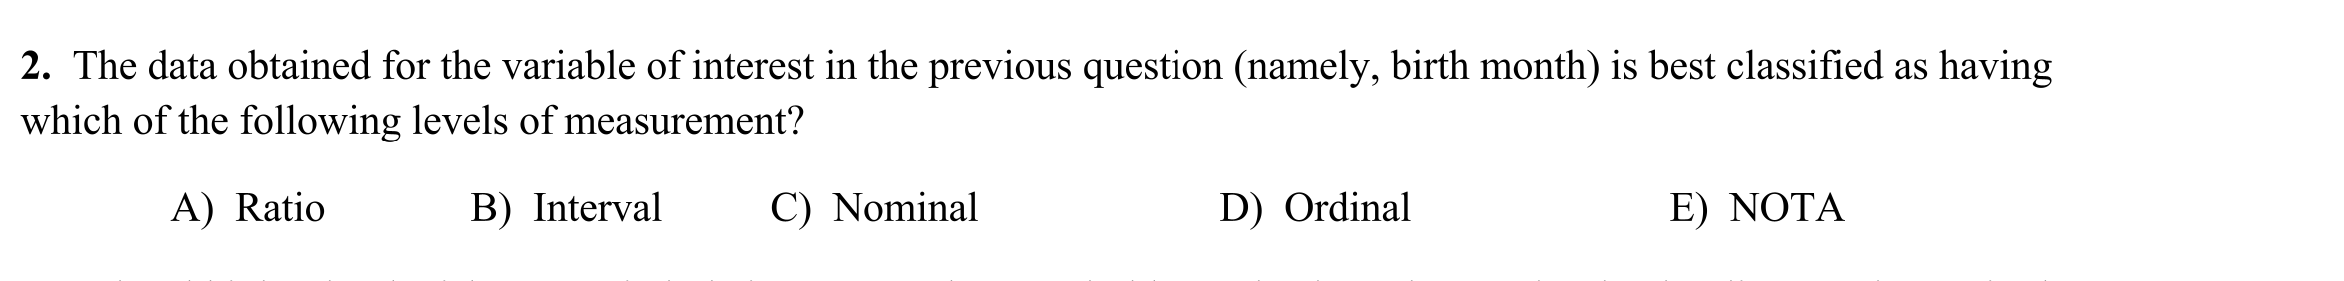 2. The data obtained for the variable of interest in the previous question (namely, birth month) is best classified as having
which of the following levels of measurement?
A) Ratio B) Interval C) Nominal D) Ordinal E) NOTA